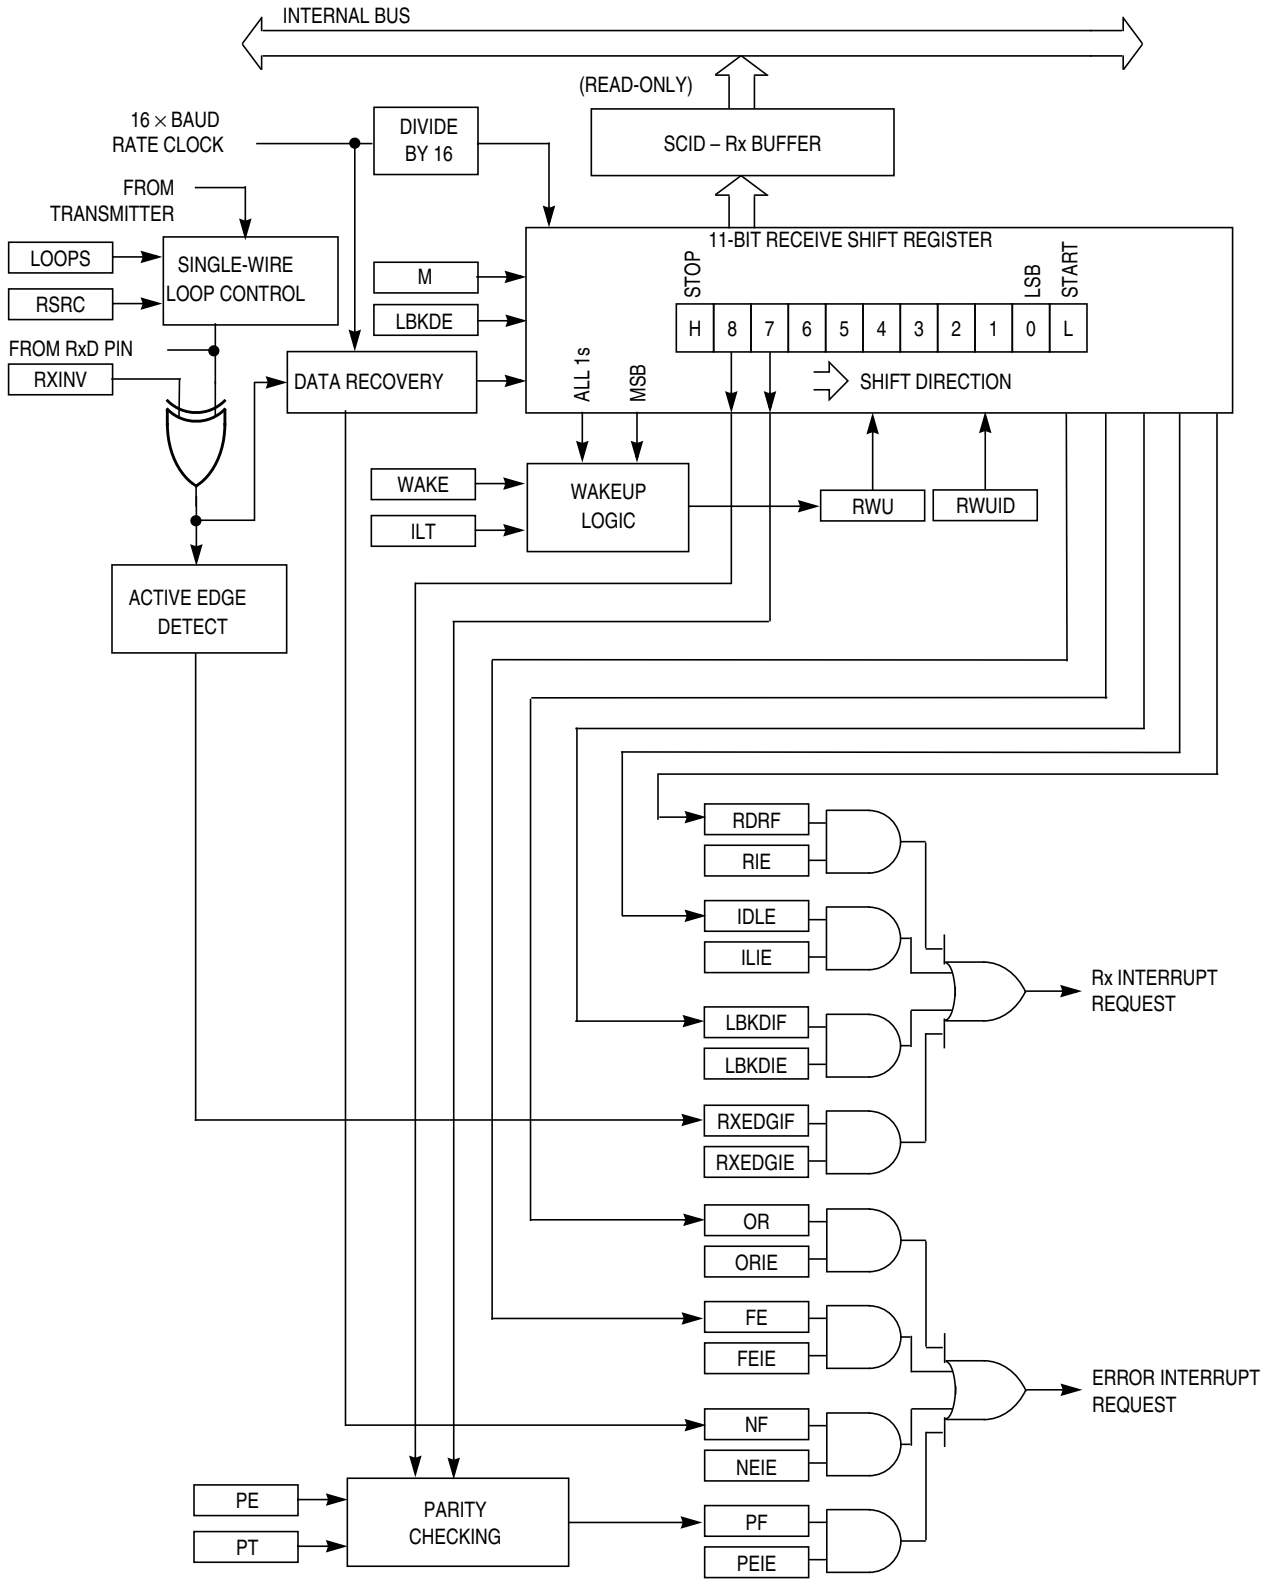 INTERNAL BUS
(READ-ONLY)
16 × BAUD
RATE CLOCK
DIVIDE
BY 16
SCID – Rx BUFFER
FROM
TRANSMITTER
11-BIT RECEIVE SHIFT REGISTER
LOOPS
RSRC
SINGLE-WIRE
LOOP CONTROL
M
LBKDE
STOP
LSB
START
H 8 7 6 5 4 3 2 1 0 L
FROM RxD PIN
RXINV
DATA RECOVERY
ALL 1s
MSB
SHIFT DIRECTION
WAKE
ILT
WAKEUP
LOGIC
RWU
RWUID
ACTIVE EDGE
DETECT
RDRF
RIE
IDLE
ILIE
Rx INTERRUPT
REQUEST
LBKDIF
LBKDIE
RXEDGIF
RXEDGIE
OR
ORIE
FE
FEIE
ERROR INTERRUPT
REQUEST
NF
NEIE
PE
PT
PARITY
CHECKING
PF
PEIE